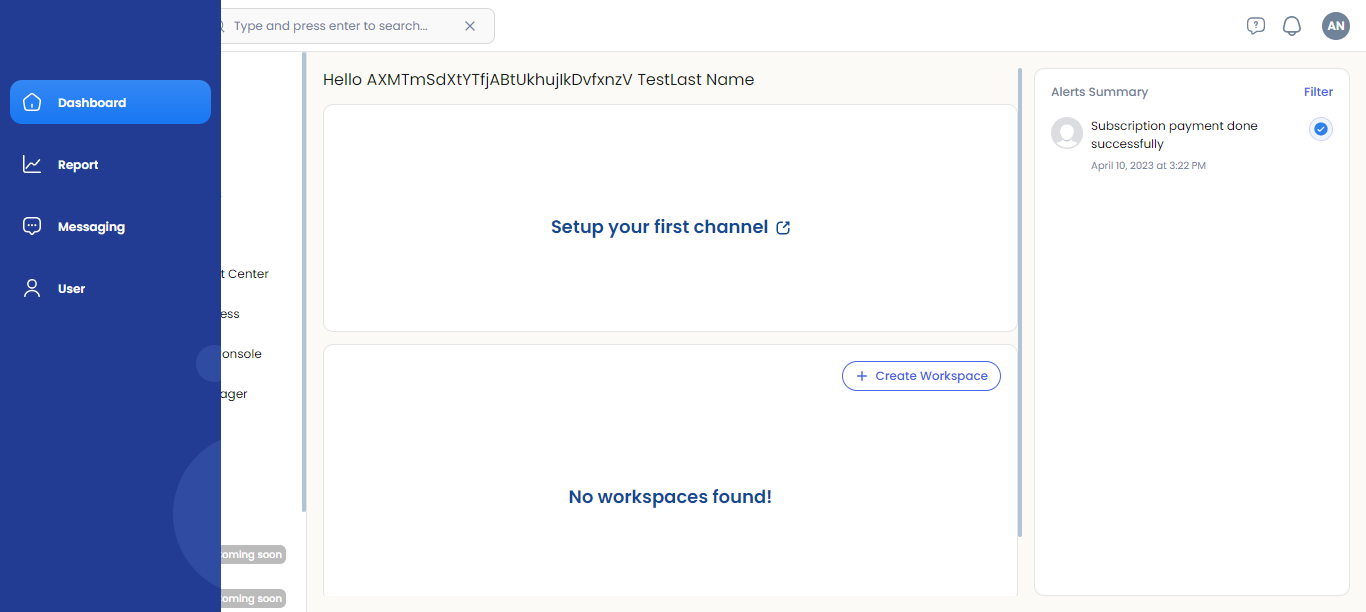 Type and press enter to search...
AN
Dashboard
Report
Messaging
User
t Center
ess
onsole
ager
oming soon
oming soon
Hello AXMTmSdXtYTfjABtUkhujIkDvfxnzV TestLast Name
Setup your first channel
Create Workspace
No workspaces found!
Alerts Summary
Filter
Subscription payment done
successfully
April 10, 2023 at 3:22 PM